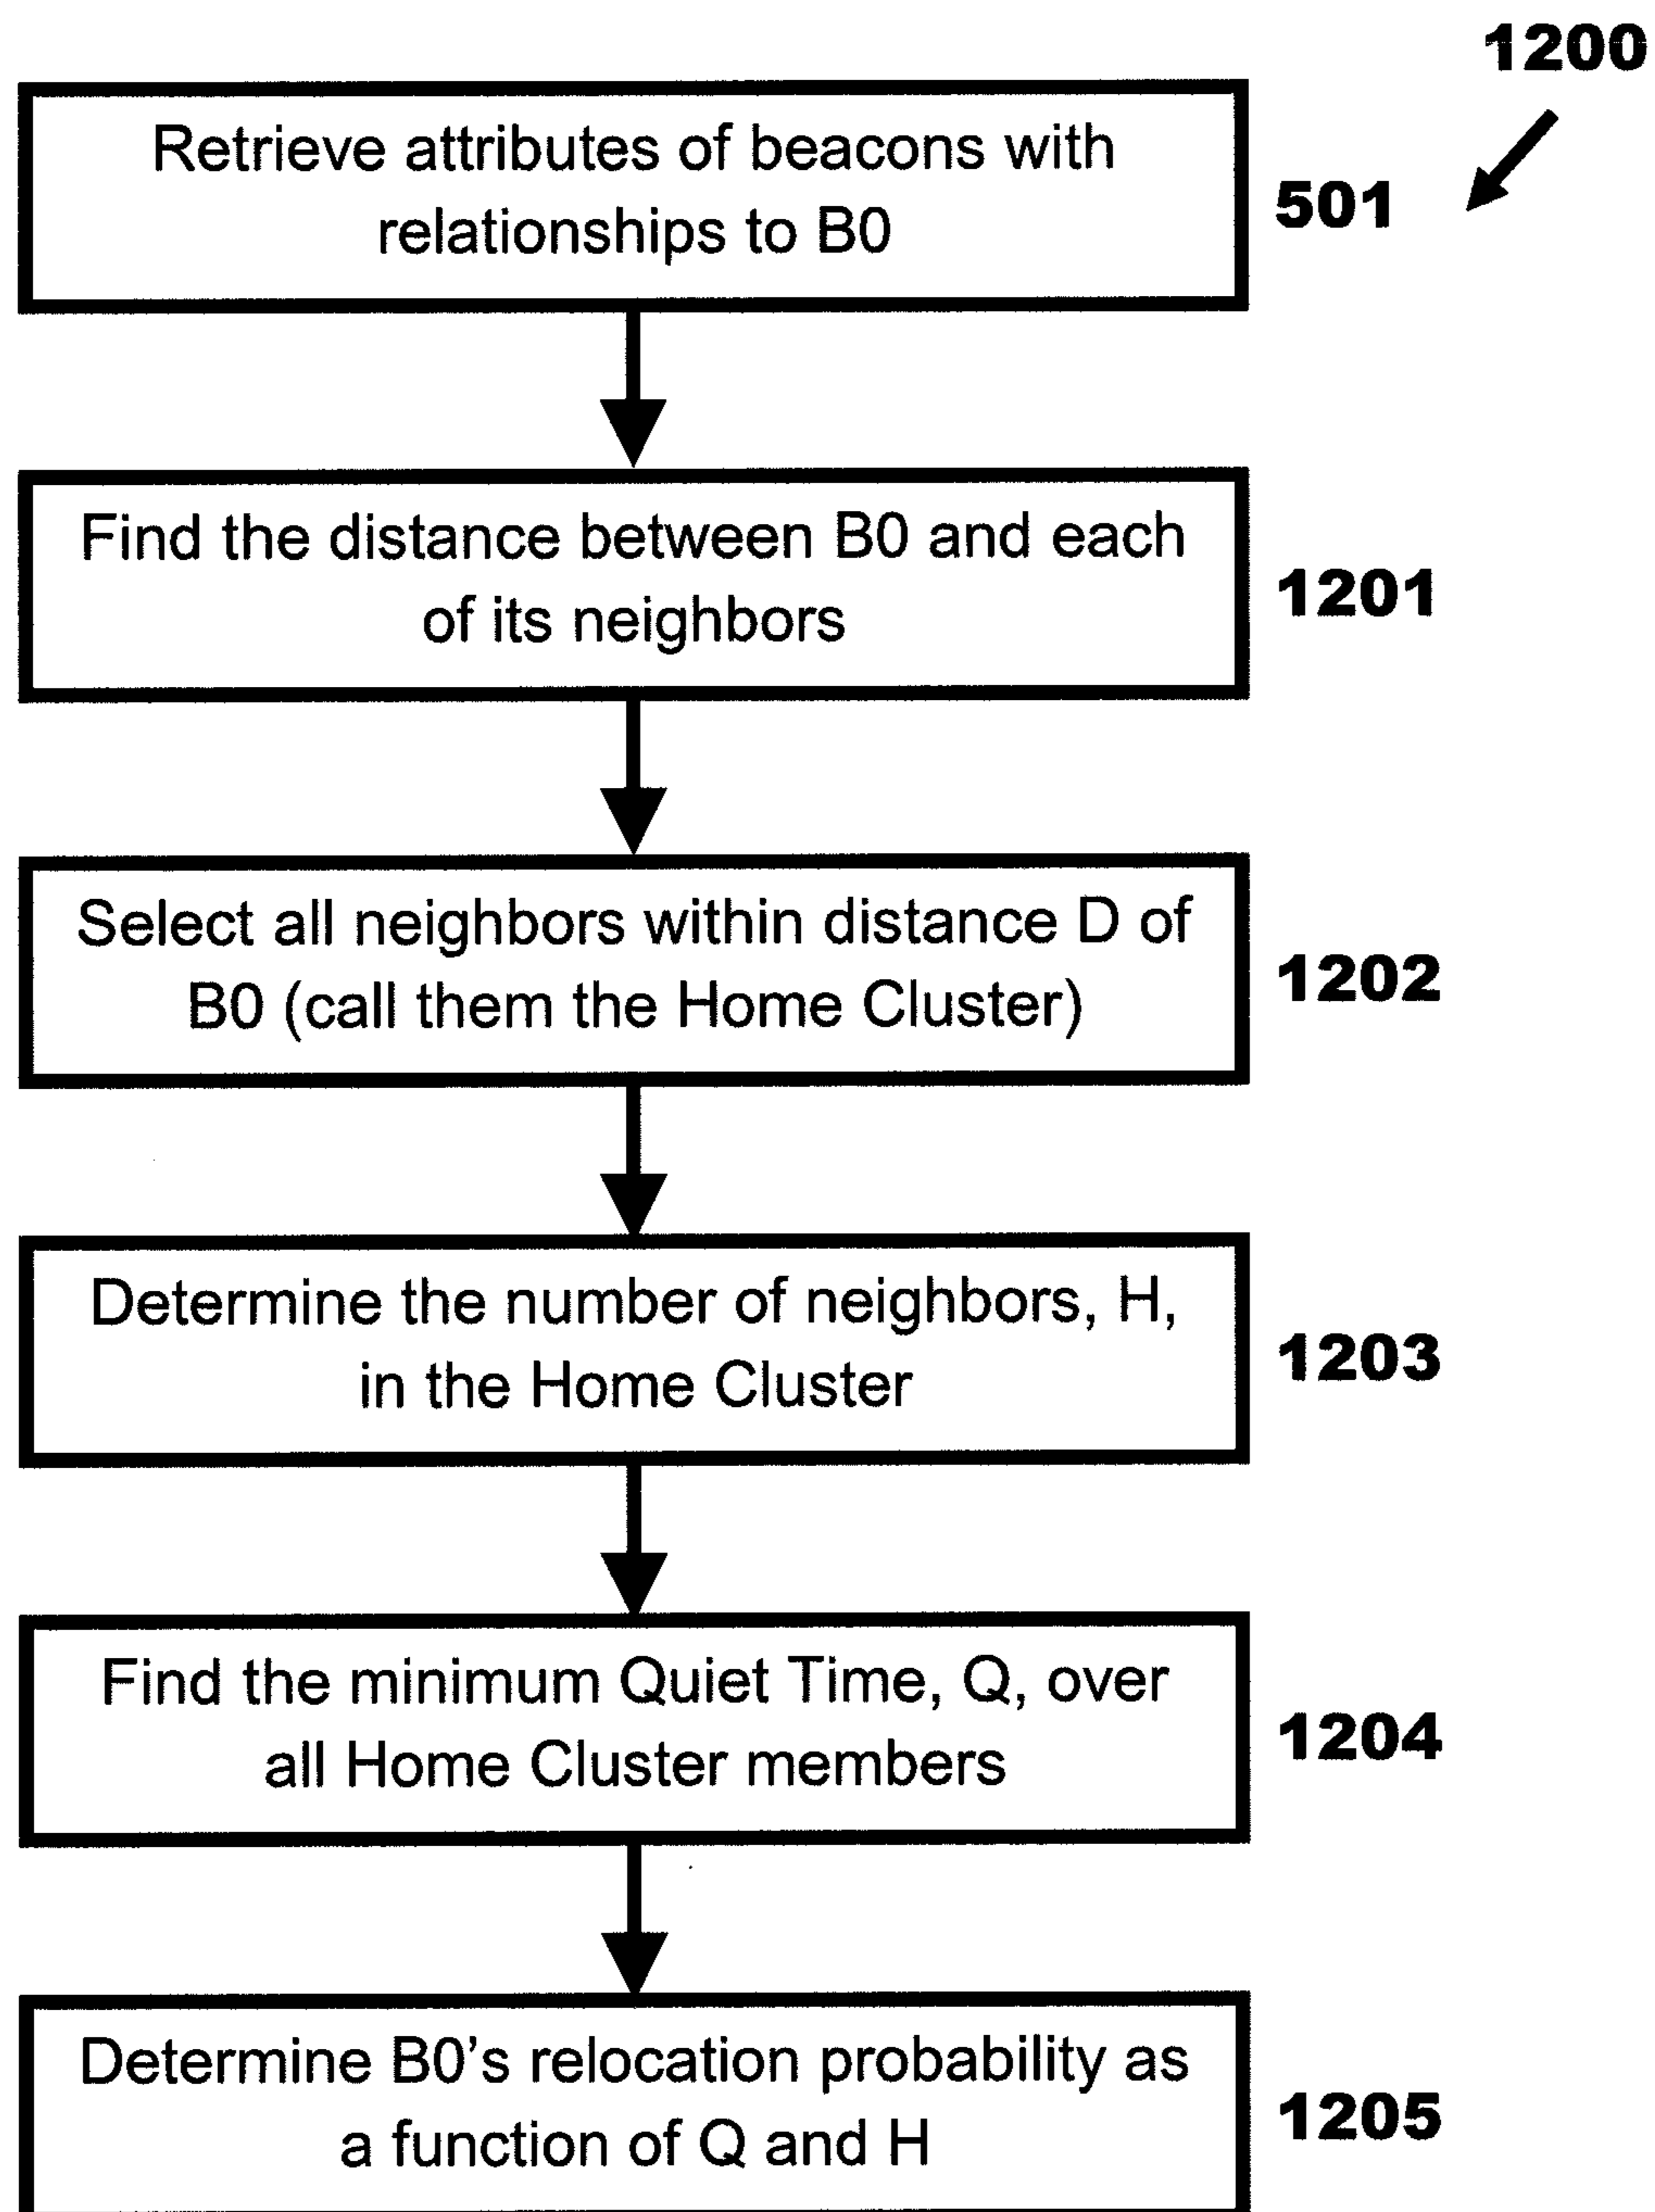 1200
Retrieve attributes of beacons with
relationships to B0
501
Find the distance between B0 and each
of its neighbors
1201
Select all neighbors within distance D of
B0 (call them the Home Cluster)
1202
Determine the number of neighbors, H,
in the Home Cluster
1203
Find the minimum Quiet Time, Q, over
all Home Cluster members
1204
Determine B0's relocation probability as
a function of Q and H
1205